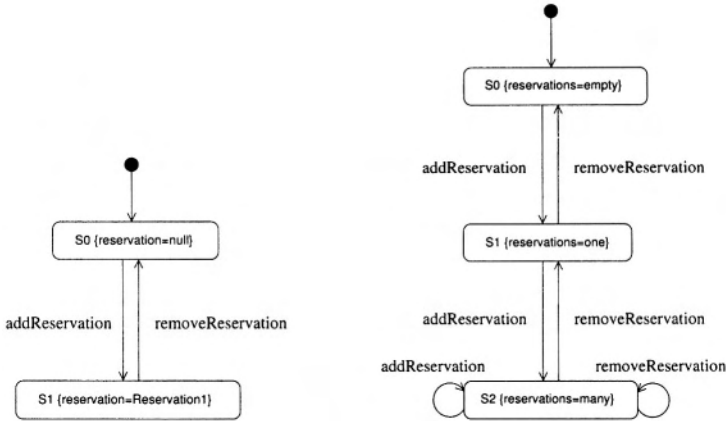 S0 {reservation=null}
addReservation
removeReservation
S1 {reservation=Reservation1}
S0 {reservations=empty}
addReservation
removeReservation
S1 {reservations=one}
addReservation
removeReservation
addReservation
removeReservation
S2 {reservations=many}